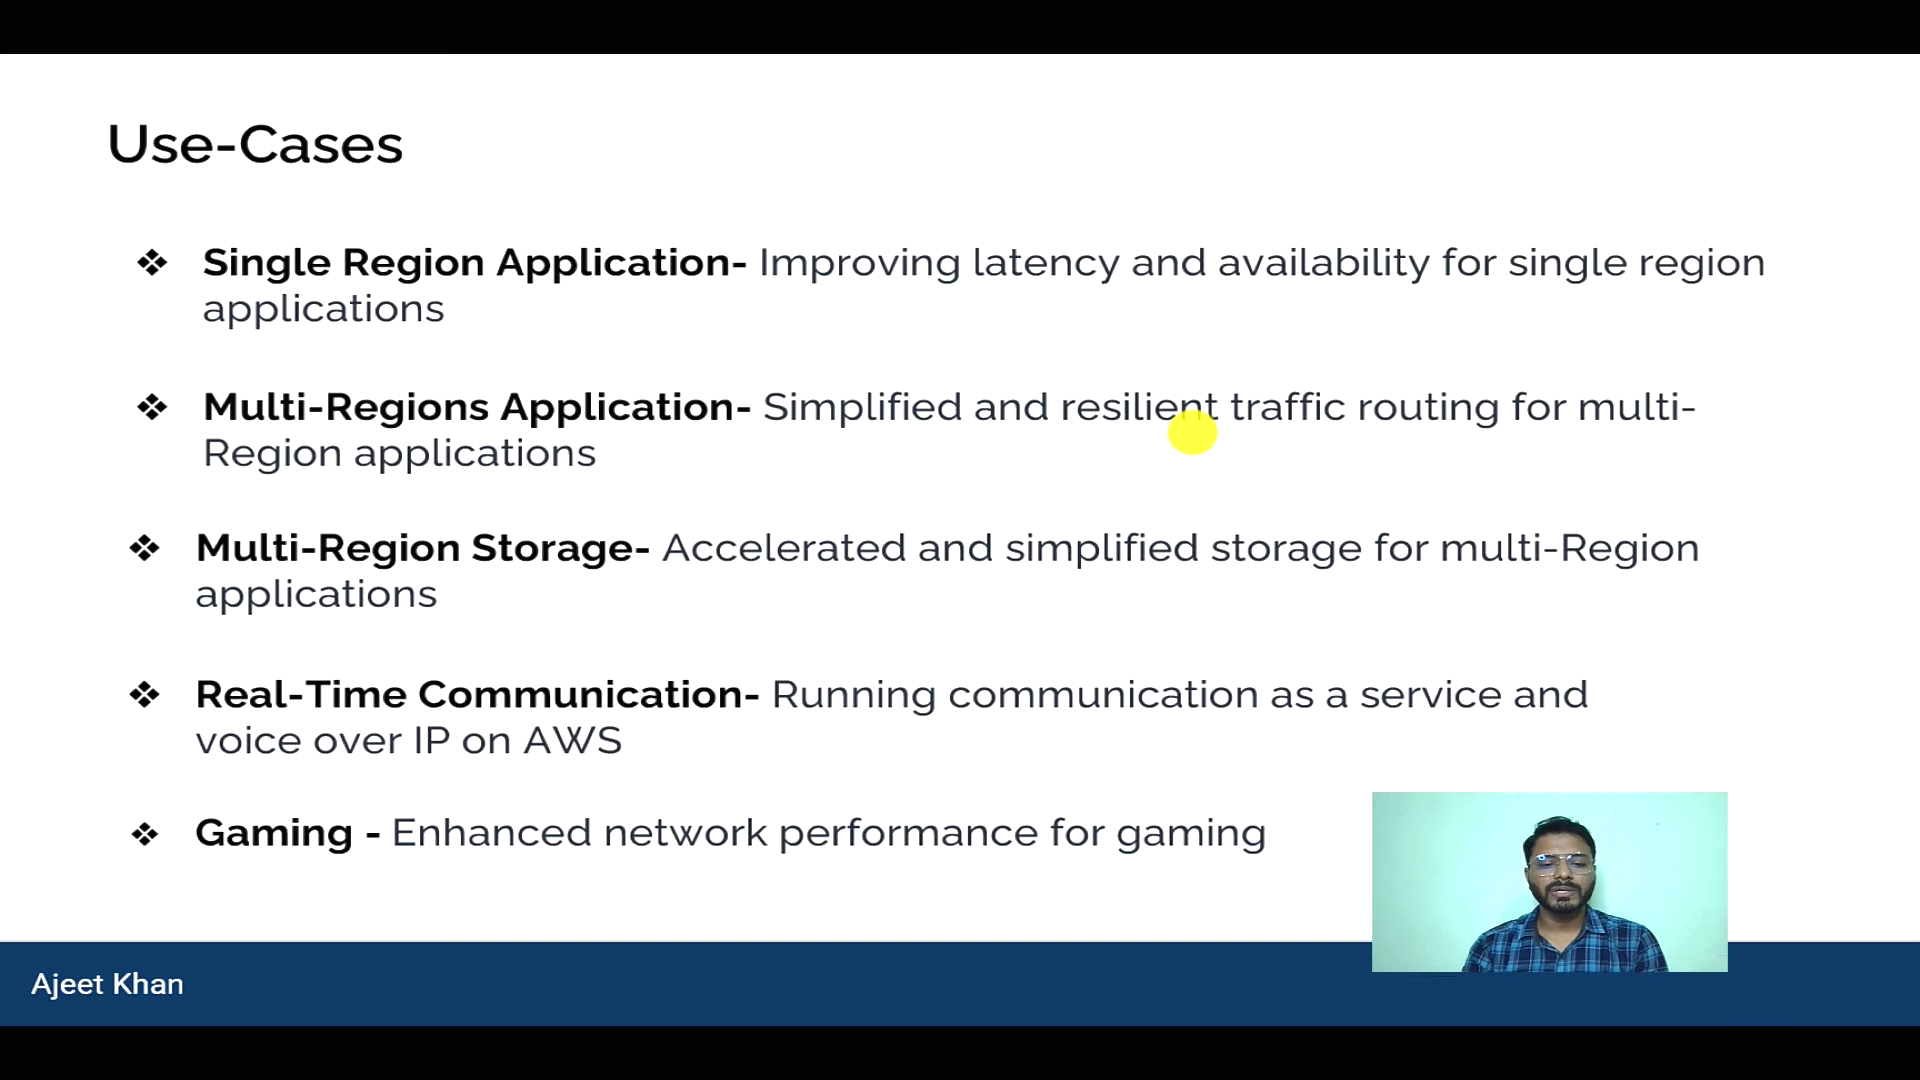 Use-Cases
❖ Single Region Application- Improving latency and availability for single region
applications
❖ Multi-Regions Application- Simplified and resilient traffic routing for multi-
Region applications
❖ Multi-Region Storage- Accelerated and simplified storage for multi-Region
applications
❖ Real-Time Communication- Running communication as a service and
voice over IP on AWS
❖ Gaming - Enhanced network performance for gaming
Ajeet Khan